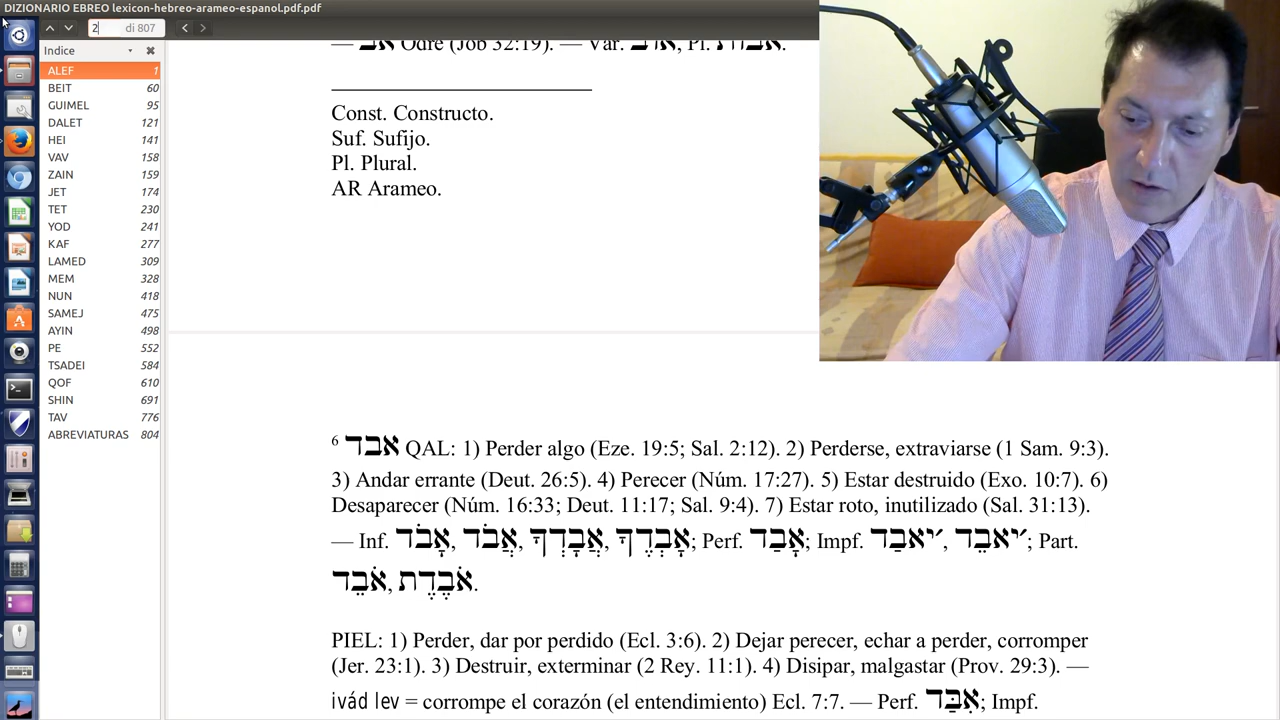 DIZIONARIO EBREO lexicon-hebreo-arameo-espanol.pdf.pdf
2 di 807
Indice
ALEF 1
BEIT 60
GUIMEL 95
DALET 121
HEI 141
VAV 158
ZAIN 159
JET 174
TET 230
YOD 241
KAF 277
LAMED 309
MEM 328
NUN 418
SAMEJ 475
AYIN 498
PE 552
TSADEI 584
QOF 610
SHIN 691
TAV 776
ABREVIATURAS 804
— אב Odre (Job 32:19). — Var. אוב; Pl.
Const. Constructo.
Suf. Sufijo.
Pl. Plural.
AR Arameo.
6 אבד QAL: 1) Perder algo (Eze. 19:5; Sal. 2:12). 2) Perderse, extraviarse (1 Sam. 9:3).
3) Andar errante (Deut. 26:5). 4) Perecer (Núm. 17:27). 5) Estar destruido (Exo. 10:7). 6)
Desaparecer (Núm. 16:33; Deut. 11:17; Sal. 9:4). 7) Estar roto, inutilizado (Sal. 31:13).
— Inf. אָבֹד, אֲבֹד, אֲבָדְךָ, אָבְדֶךָ; Perf. אָבַד; Impf. ׳יאבַד, ׳יאבֵד; Part.
אֹבֵד, אֹבֶדֶת.
PIEL: 1) Perder, dar por perdido (Ecl. 3:6). 2) Dejar perecer, echar a perder, corromper
(Jer. 23:1). 3) Destruir, exterminar (2 Rey. 11:1). 4) Disipar, malgastar (Prov. 29:3). —
ivád lev = corrompe el corazón (el entendimiento) Ecl. 7:7. — Perf. אִבַּד; Impf.